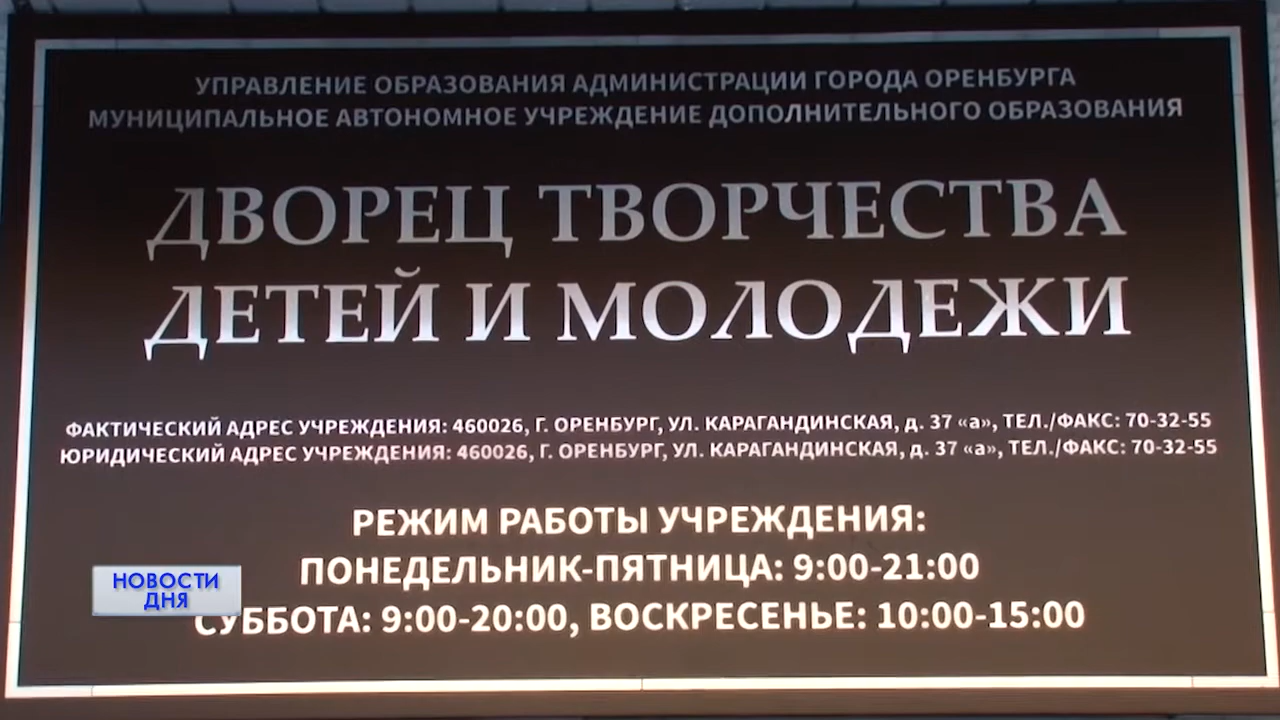 УПРАВЛЕНИЕ ОБРАЗОВАНИЯ АДМИНИСТРАЦИИ ГОРОДА ОРЕНБУРГА
МУНИЦИПАЛЬНОЕ АВТОНОМНОЕ УЧРЕЖДЕНИЕ ДОПОЛНИТЕЛЬНОГО ОБРАЗОВАНИЯ
ДВОРЕЦ ТВОРЧЕСТВА
ДЕТЕЙ И МОЛОДЕЖИ
ФАКТИЧЕСКИЙ АДРЕС УЧРЕЖДЕНИЯ: 460026, Г. ОРЕНБУРГ, УЛ. КАРАГАНДИНСКАЯ, д. 37 «а», ТЕЛ./ФАКС: 70-32-55
ЮРИДИЧЕСКИЙ АДРЕС УЧРЕЖДЕНИЯ: 460026, Г. ОРЕНБУРГ, УЛ. КАРАГАНДИНСКАЯ, д. 37 «а», ТЕЛ./ФАКС: 70-32-55
РЕЖИМ РАБОТЫ УЧРЕЖДЕНИЯ:
ПОНЕДЕЛЬНИК-ПЯТНИЦА: 9:00-21:00
СУББОТА: 9:00-20:00, ВОСКРЕСЕНЬЕ: 10:00-15:00
НОВОСТИ
ДНЯ